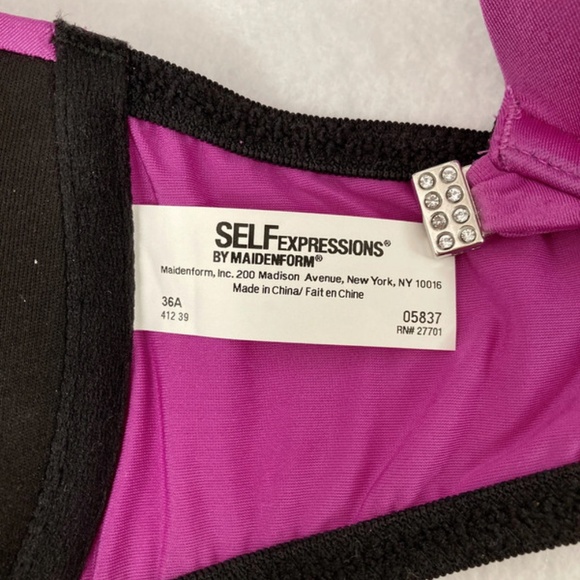 SELFEXPRESSIONS®
BY MAIDENFORM®
Maidenform, Inc. 200 Madison Avenue, New York, NY 10016
Made in China/ Fait en Chine
36A 05837
412 39 RN# 27701